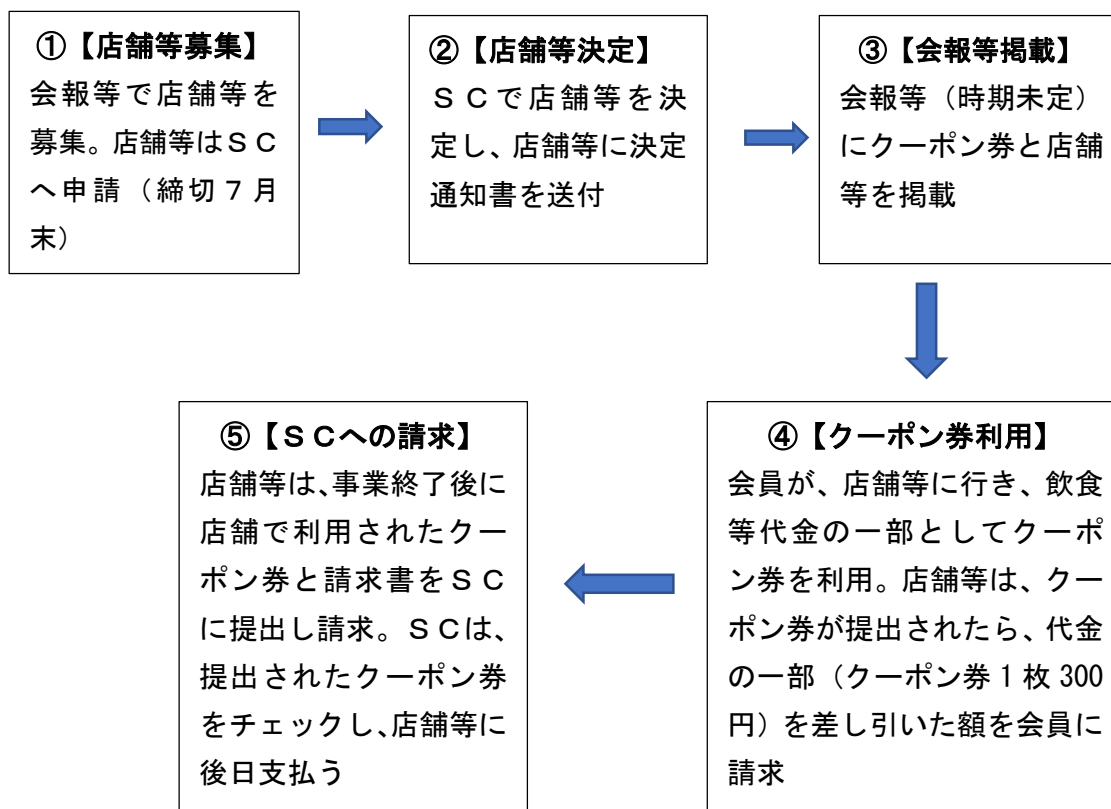 ①【店舗等募集】
会報等で店舗等を
募集。店舗等はＳＣ
へ申請（締切７月
末）
②【店舗等決定】
ＳＣで店舗等を決
定し、店舗等に決定
通知書を送付
③【会報等掲載】
会報等（時期未定）
にクーポン券と店舗
等を掲載
④【クーポン券利用】
会員が、店舗等に行き、飲食
等代金の一部としてクーポ
ン券を利用。店舗等は、クー
ポン券が提出されたら、代金
の一部（クーポン券１枚 300
円）を差し引いた額を会員に
請求
⑤【ＳＣへの請求】
店舗等は、事業終了後に
店舗で利用されたクー
ポン券と請求書をＳＣ
に提出し請求。ＳＣは、
提出されたクーポン券
をチェックし、店舗等に
後日支払う